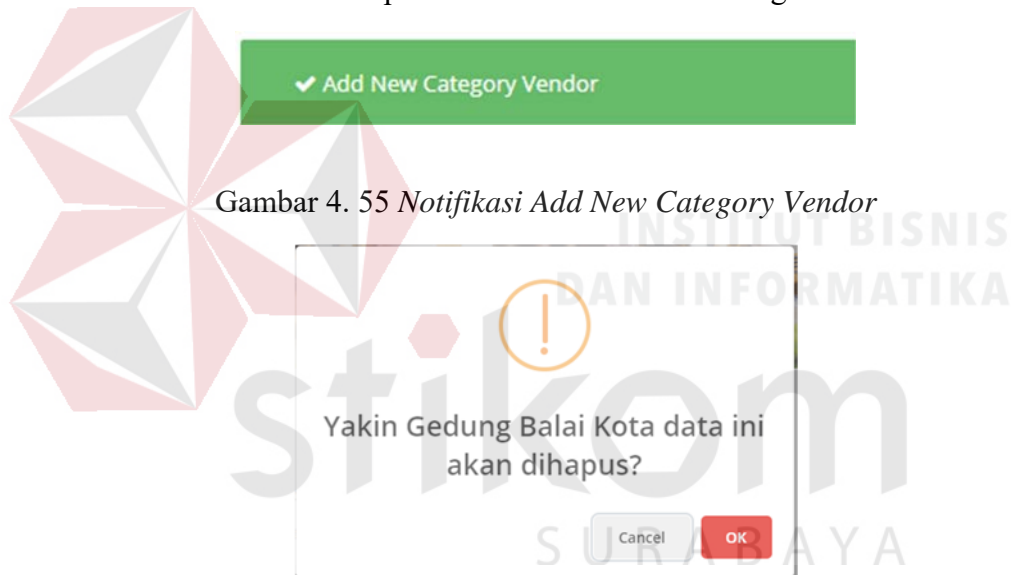 ✔ Add New Category Vendor
Gambar 4. 55 Notifikasi Add New Category Vendor
INSTITUT BISNIS
DAN INFORMATIKA
stikom
SURABAYA
Yakin Gedung Balai Kota data ini
akan dihapus?
Cancel
OK